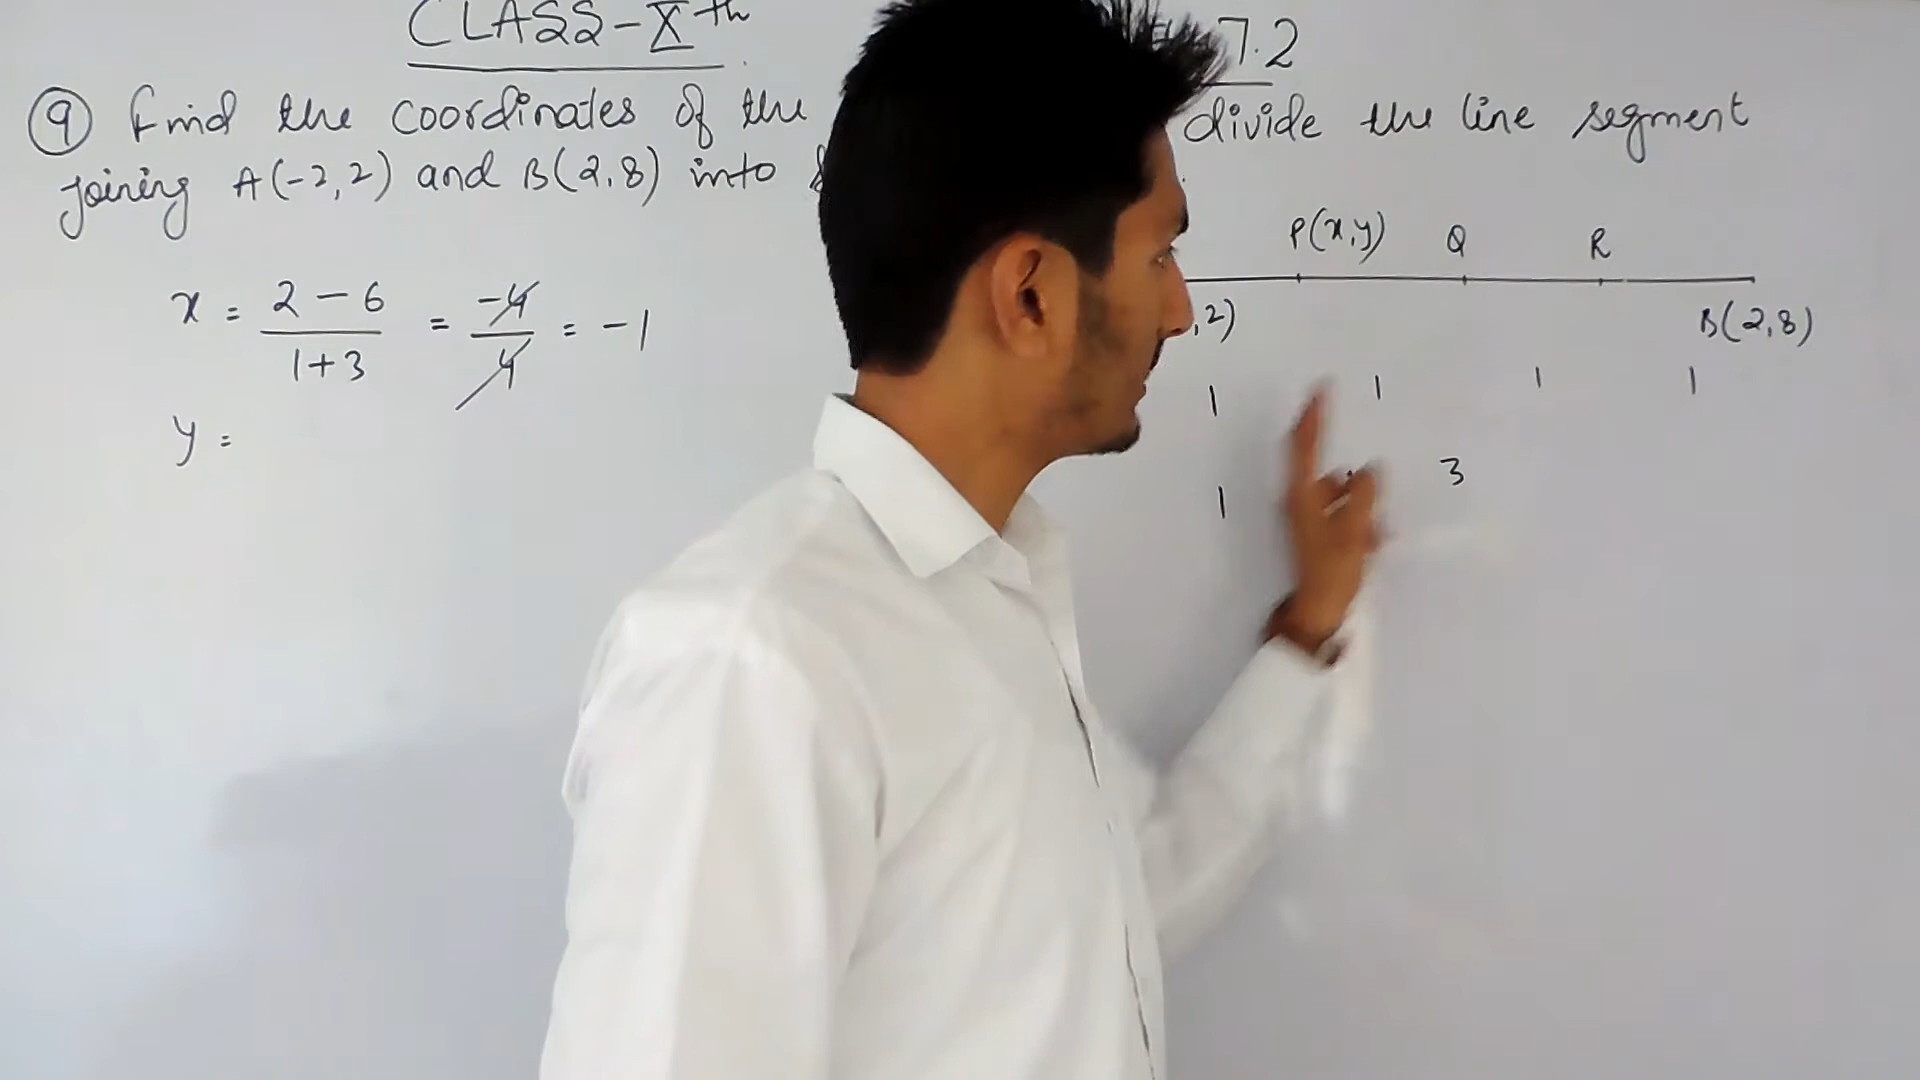 CLASS-Xth 7.2
9 Find the coordinates of the divide the line segment
joining A(-2,2) and B(2,8) into
P(x,y) Q R
,2) B(2,8)
x = 2-6/1+3 = -4/4 = -1
1 1 1 1
y =
1 3